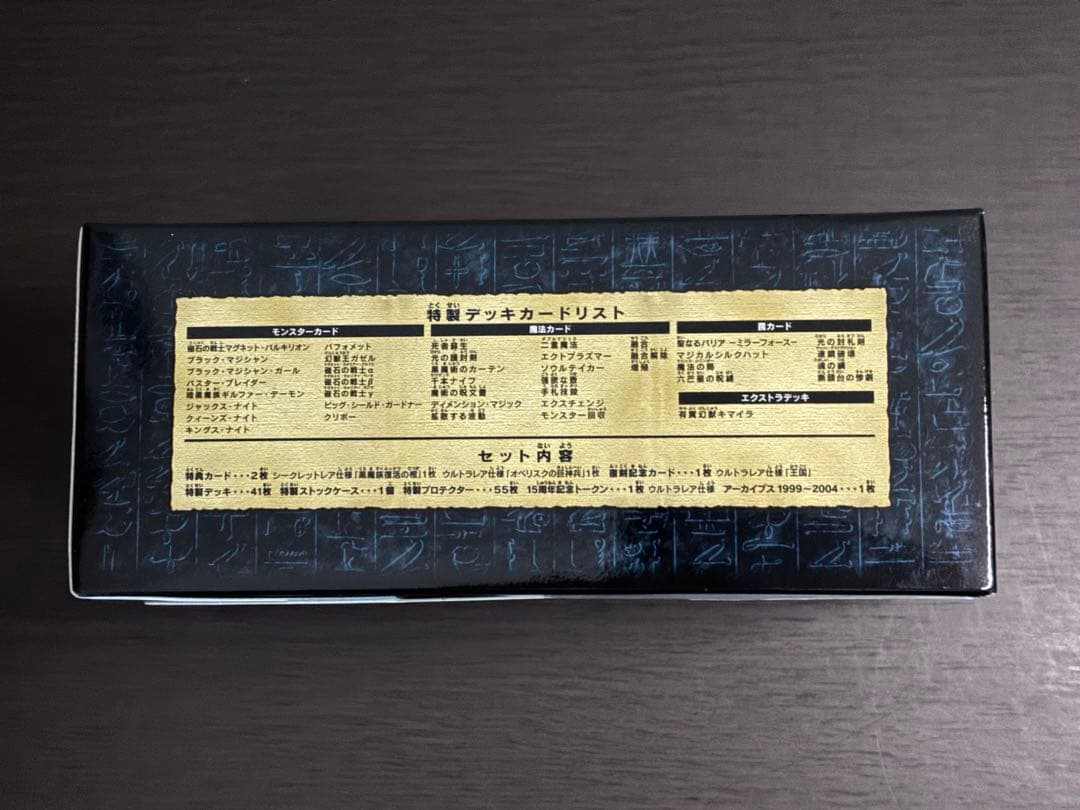 特製デッキカードリスト
モンスターカード
磁石の戦士マグネット・バルキリオン
ブラック・マジシャン
ブラック・マジシャン・ガール
バスター・ブレイダー
暗黒魔族ギルファー・デーモン
ジャックス・ナイト
クィーンズ・ナイト
キングス・ナイト
バフォメット
幻獣王ガゼル
磁石の戦士α
磁石の戦士β
磁石の戦士γ
ビッグ・シールド・ガードナー
クリボー
魔法カード
死者蘇生
光の護封剣
黒魔術のカーテン
千本ナイフ
魔術の呪文書
ディメンション・マジック
拡散する波動
二重魔法
エクトプラズマー
ソウルテイカー
強欲な壺
手札抹殺
エクスチェンジ
モンスター回収
融合
融合解除
増殖
罠カード
聖なるバリア －ミラーフォース－
マジカルシルクハット
魔法の筒
六芒星の呪縛
光の封札剣
連鎖破壊
魂の綱
断頭台の惨劇
エクストラデッキ
有翼幻獣キマイラ
セット内容
特典カード・・・2枚 シークレットレア仕様「黒魔族復活の棺」1枚 ウルトラレア仕様「オベリスクの巨神兵」1枚 復刻記念カード・・・1枚 ウルトラレア仕様「王国」
特製デッキ・・・41枚 特製ストックケース・・・1個 特製プロテクター・・・55枚 15周年記念トークン・・・1枚 ウルトラレア仕様 アーカイブス 1999～2004・・・1枚